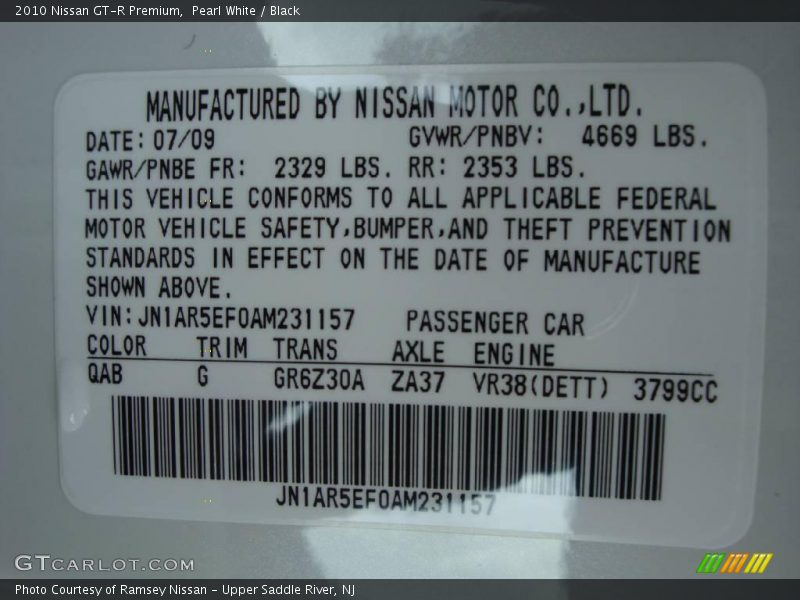 2010 Nissan GT-R Premium,  Pearl White / Black
MANUFACTURED BY NISSAN MOTOR CO.,LTD.
DATE: 07/09 GVWR/PNBV: 4669 LBS.
GAWR/PNBE FR: 2329 LBS. RR: 2353 LBS.
THIS VEHICLE CONFORMS TO ALL APPLICABLE FEDERAL
MOTOR VEHICLE SAFETY,BUMPER,AND THEFT PREVENTION
STANDARDS IN EFFECT ON THE DATE OF MANUFACTURE
SHOWN ABOVE.
VIN:JN1AR5EF0AM231157 PASSENGER CAR
COLOR TRIM TRANS AXLE ENGINE
QAB G GR6Z30A ZA37 VR38(DETT) 3799CC
JN1AR5EF0AM231157
GTCARLOT.COM
Photo Courtesy of Ramsey Nissan - Upper Saddle River, NJ